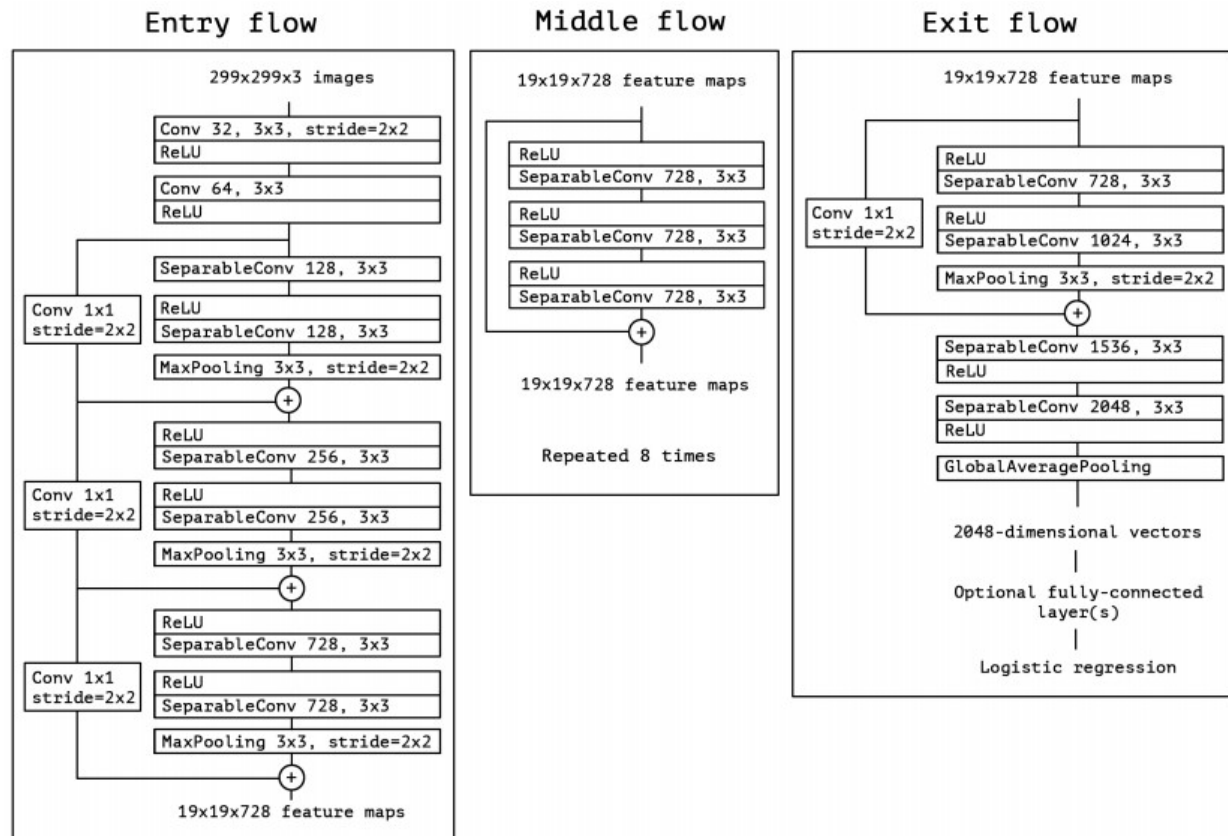 Entry flow
299x299x3 images
Conv 32, 3x3, stride=2x2
ReLU
Conv 64, 3x3
ReLU
SeparableConv 128, 3x3
Conv 1x1
stride=2x2
ReLU
SeparableConv 128, 3x3
MaxPooling 3x3, stride=2x2
+
ReLU
SeparableConv 256, 3x3
Conv 1x1
stride=2x2
ReLU
SeparableConv 256, 3x3
MaxPooling 3x3, stride=2x2
+
ReLU
SeparableConv 728, 3x3
Conv 1x1
stride=2x2
ReLU
SeparableConv 728, 3x3
MaxPooling 3x3, stride=2x2
+
19x19x728 feature maps
Middle flow
19x19x728 feature maps
ReLU
SeparableConv 728, 3x3
ReLU
SeparableConv 728, 3x3
ReLU
SeparableConv 728, 3x3
+
19x19x728 feature maps
Repeated 8 times
Exit flow
19x19x728 feature maps
ReLU
SeparableConv 728, 3x3
Conv 1x1
stride=2x2
ReLU
SeparableConv 1024, 3x3
MaxPooling 3x3, stride=2x2
+
SeparableConv 1536, 3x3
ReLU
SeparableConv 2048, 3x3
ReLU
GlobalAveragePooling
2048-dimensional vectors
Optional fully-connected
layer(s)
Logistic regression